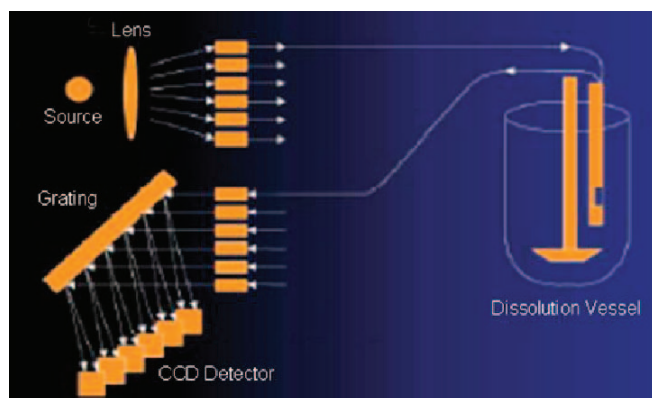 Lens
Source
Grating
Dissolution Vessel
CCD Detector